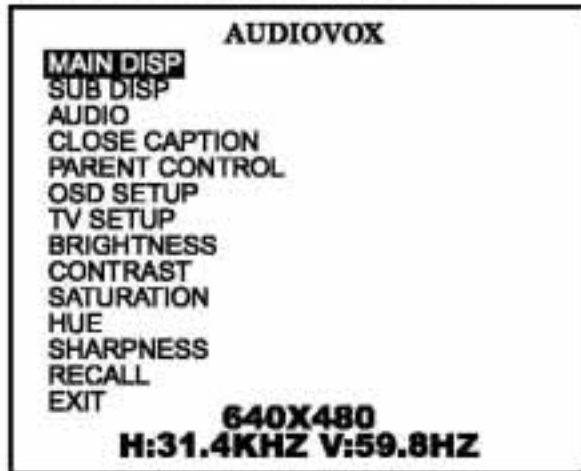 AUDIOVOX
MAIN DISP
SUB DISP
AUDIO
CLOSE CAPTION
PARENT CONTROL
OSD SETUP
TV SETUP
BRIGHTNESS
CONTRAST
SATURATION
HUE
SHARPNESS
RECALL
EXIT
640X480
H:31.4KHZ V:59.8HZ